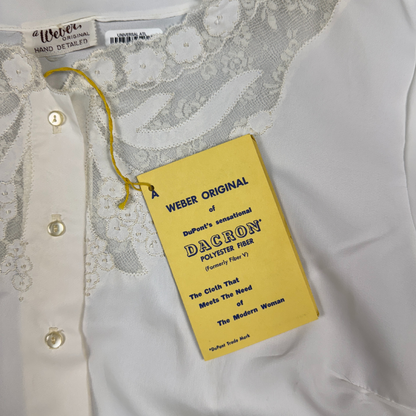 a Weber,
ORIGINAL
HAND DETAILED
A
WEBER ORIGINAL
of
DuPont's sensational
DACRON*
POLYESTER FIBER
(Formerly Fiber V)
The Cloth That
Meets The Need
of
The Modern Woman
*DuPont Trade Mark